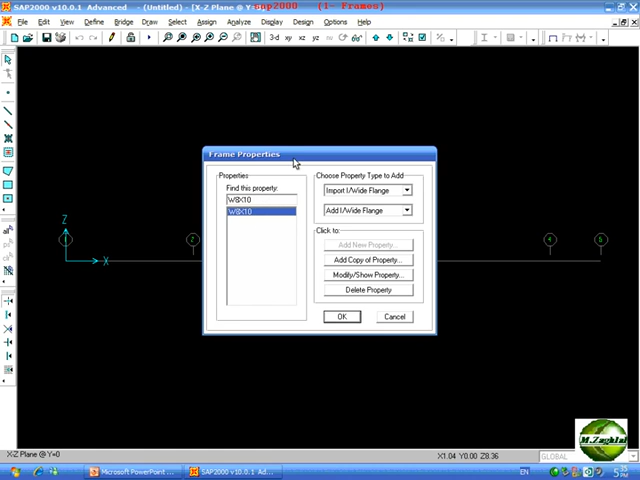 SAP2000 v10.0.1 Advanced - (Untitled) - [X-Z Plane @ Y=0]
sap2000 (1- Frames)
File Edit View Define Bridge Draw Select Assign Analyze Display Design Options Help
3-d xy xz yz
Frame Properties
Properties
Find this property:
W8X10
W8X10
Choose Property Type to Add
Import I/Wide Flange
Add I/Wide Flange
Click to:
Add New Property...
Add Copy of Property...
Modify/Show Property...
Delete Property
OK
Cancel
Z
X
1
2
4
5
all
M.Zaghlal
X-Z Plane @ Y=0
X1.04 Y0.00 Z8.36
GLOBAL
Microsoft PowerPoint ...
SAP2000 v10.0.1 Ad...
EN
5:35
PM